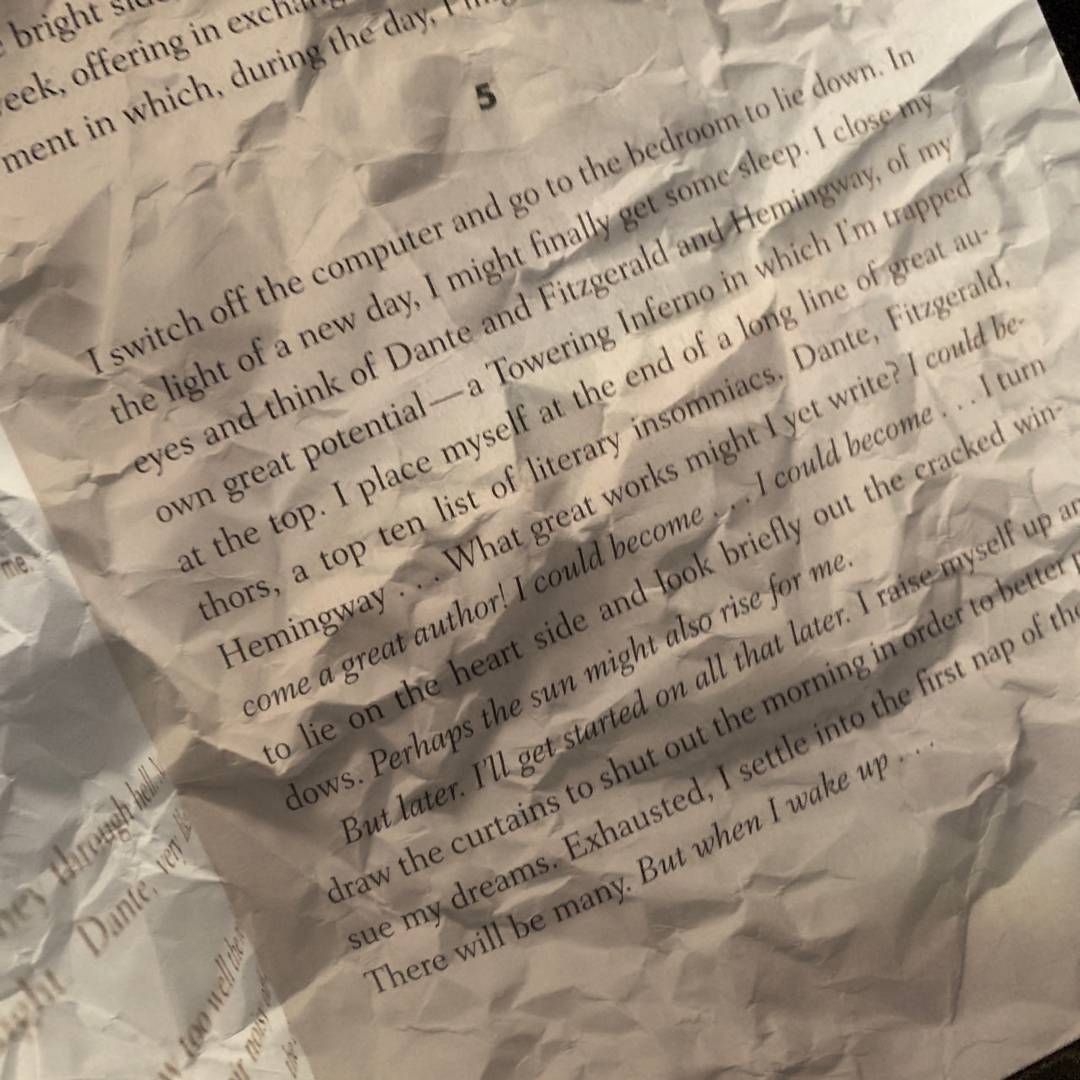 bright
week, offering in
ment in which, during the day,
5
I switch off the computer and go to the bedroom to lie down. In
the light of a new day, I might finally get some sleep. I close my
eyes and think of Dante and Fitzgerald and Hemingway, of my
own great potential—a Towering Inferno in which I'm trapped
at the top. I place myself at the end of a long line of great au-
thors, a top ten list of literary insomniacs. Dante, Fitzgerald,
Hemingway . . . What great works might I yet write? I could be-
come a great author! I could become . . . I could become . . . I turn
to lie on the heart side and look briefly out the cracked win-
dows. Perhaps the sun might also rise for me.
But later. I'll get started on all that later. I raise myself up
draw the curtains to shut out the morning in order to better
sue my dreams. Exhausted, I settle into the first nap of the
There will be many. But when I wake up . . .
me.
through hell.
Dante, very
too well